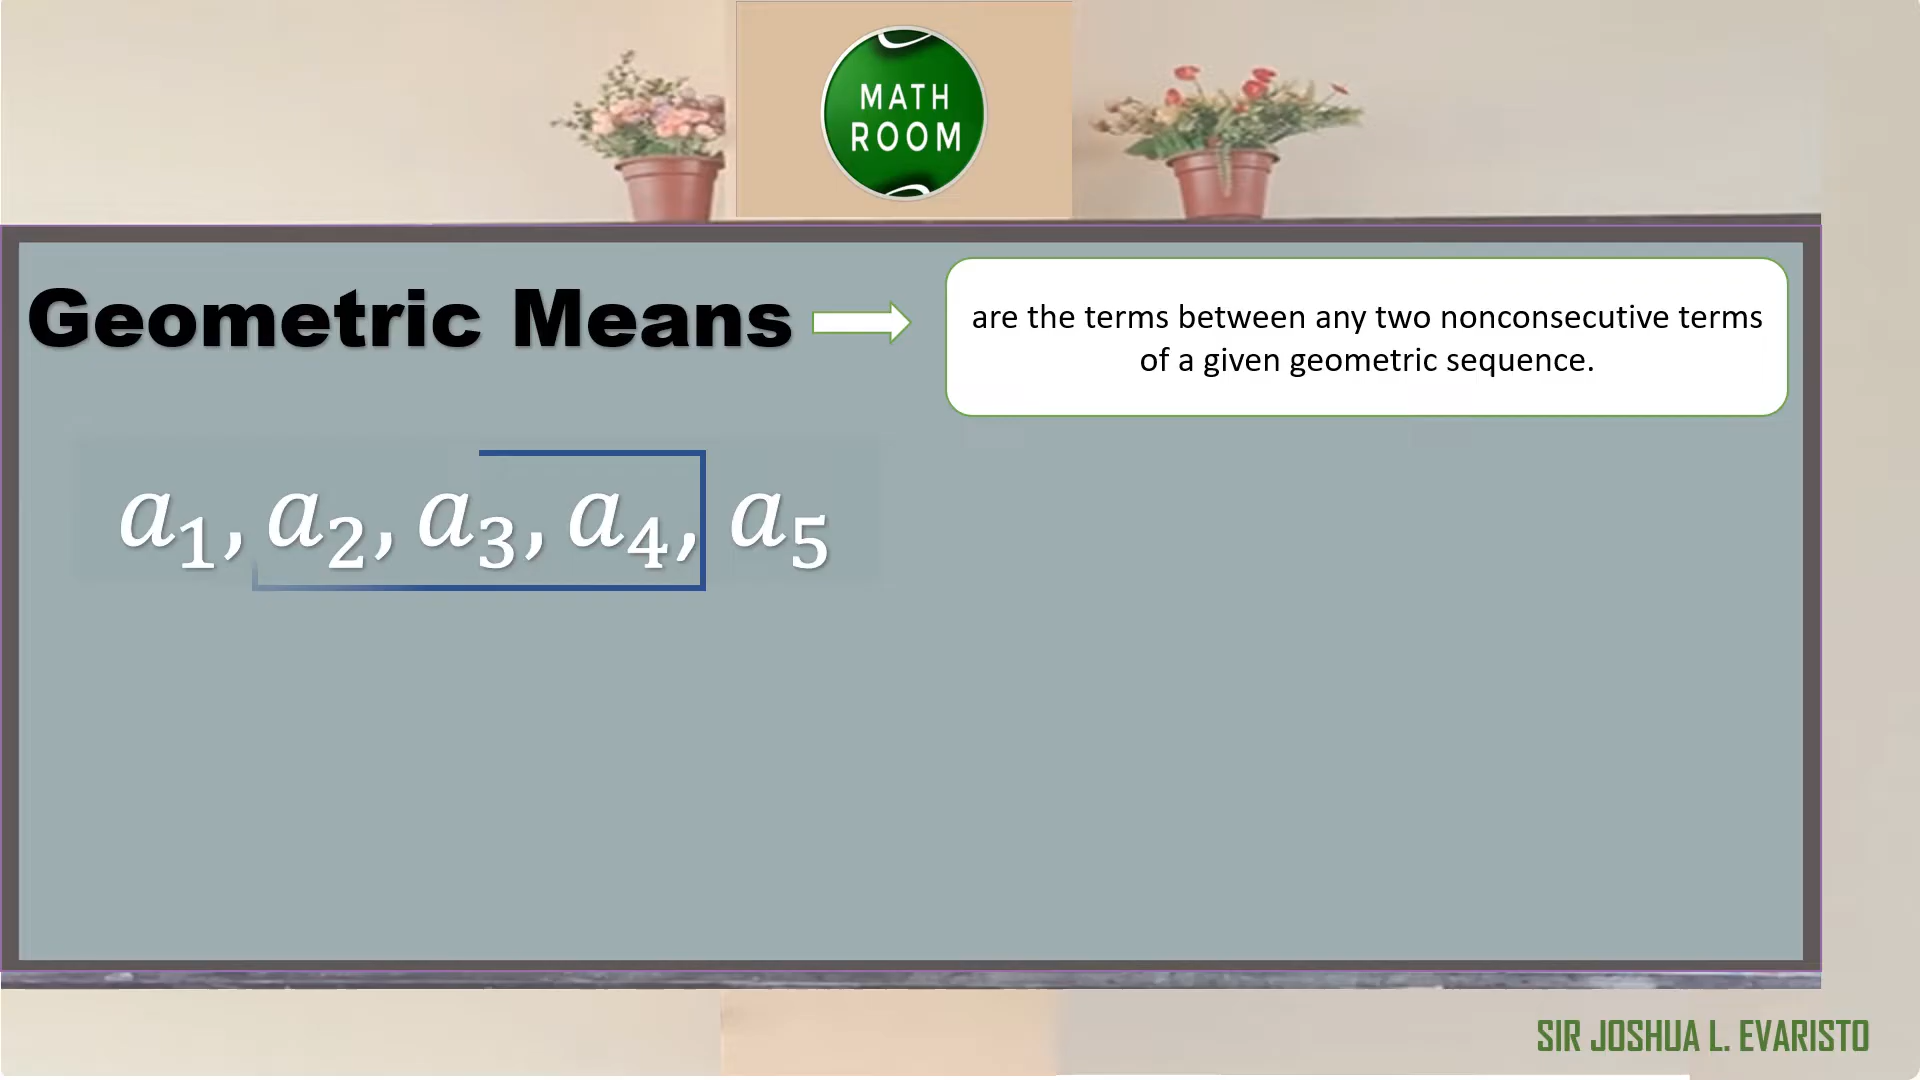 MATH
ROOM
Geometric Means
are the terms between any two nonconsecutive terms
of a given geometric sequence.
a₁, a₂, a₃, a₄, a₅
SIR JOSHUA L. EVARISTO